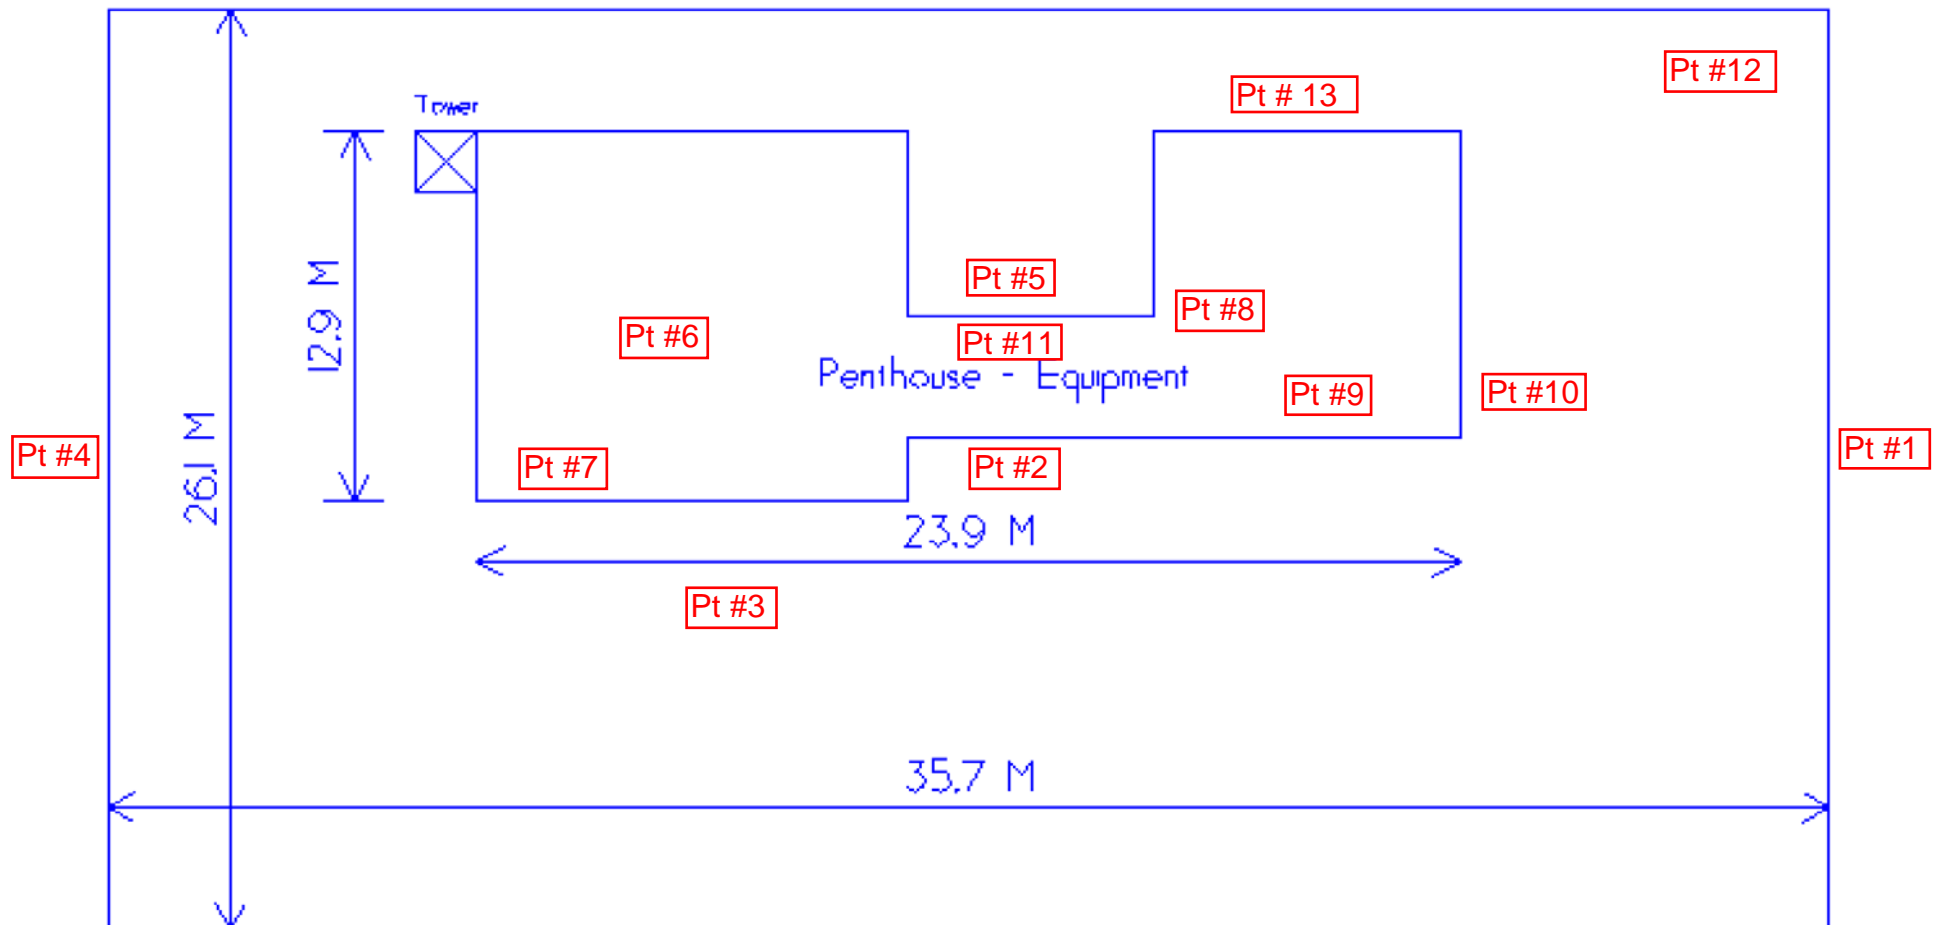 Pt #12
Pt # 13
Tower
Pt #5
Pt #8
12.9 M
Pt #6
Pt #11
Penthouse - Equipment
Pt #9
Pt #10
Pt #4
26.1 M
Pt #7
Pt #2
Pt #1
23.9 M
Pt #3
35.7 M